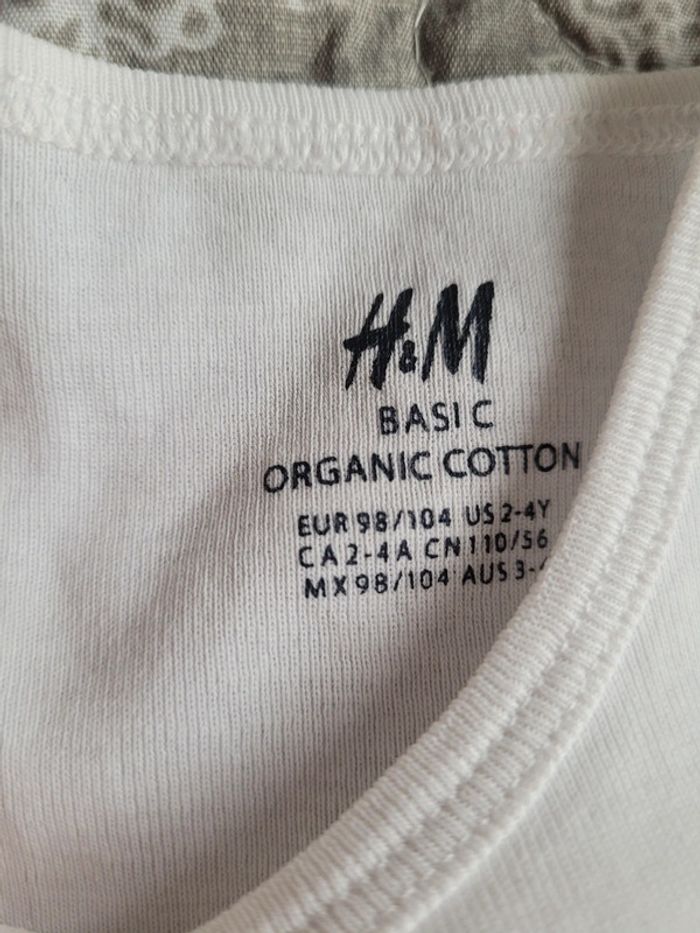 H&M
BASIC
ORGANIC COTTON
EUR 98/104 US 2-4Y
CA 2-4A CN 110/56
MX 98/104 AUS 3-